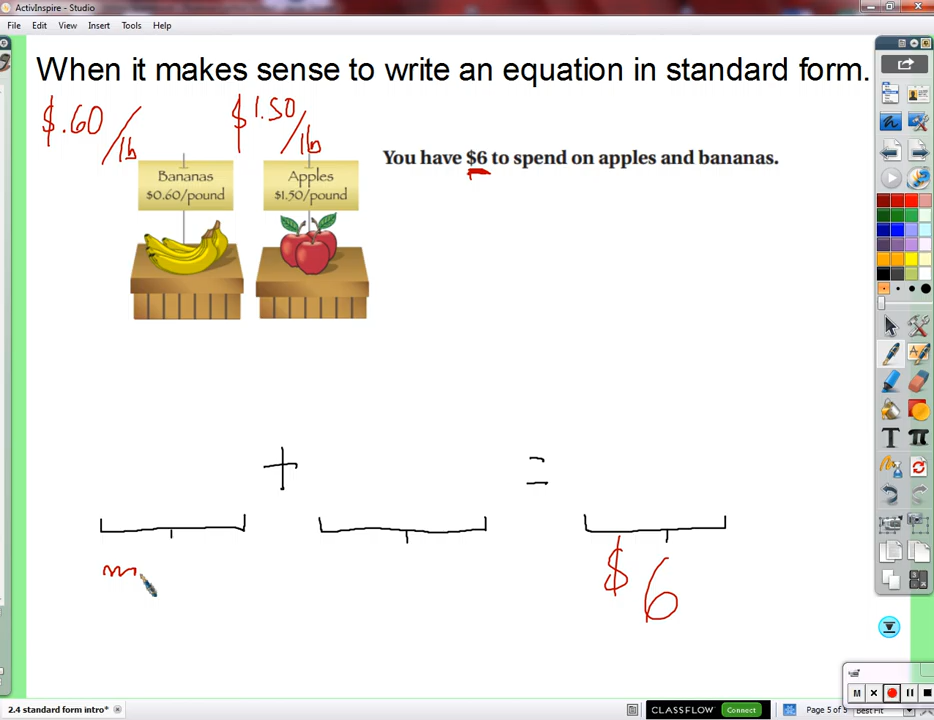 ActivInspire - Studio
File Edit View Insert Tools Help
When it makes sense to write an equation in standard form.
$.60/lb $1.50/lb
You have $6 to spend on apples and bananas.
Bananas
$0.60/pound
Apples
$1.50/pound
+ =
m
$6
M
2.4 standard form intro*
CLASSFLOW Connect
Page 5 of 5 Best Fit